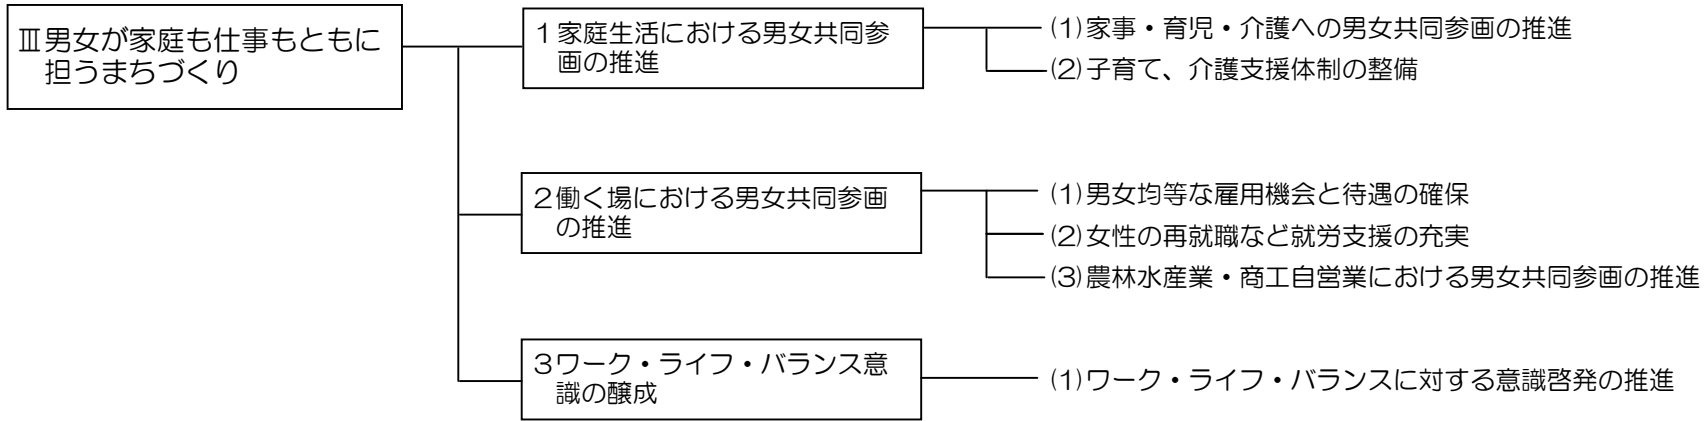 Ⅲ男女が家庭も仕事もともに
担うまちづくり
１家庭生活における男女共同参
画の推進
(1)家事・育児・介護への男女共同参画の推進
(2)子育て、介護支援体制の整備
２働く場における男女共同参画
の推進
(1)男女均等な雇用機会と待遇の確保
(2)女性の再就職など就労支援の充実
(3)農林水産業・商工自営業における男女共同参画の推進
３ワーク・ライフ・バランス意
識の醸成
(1)ワーク・ライフ・バランスに対する意識啓発の推進